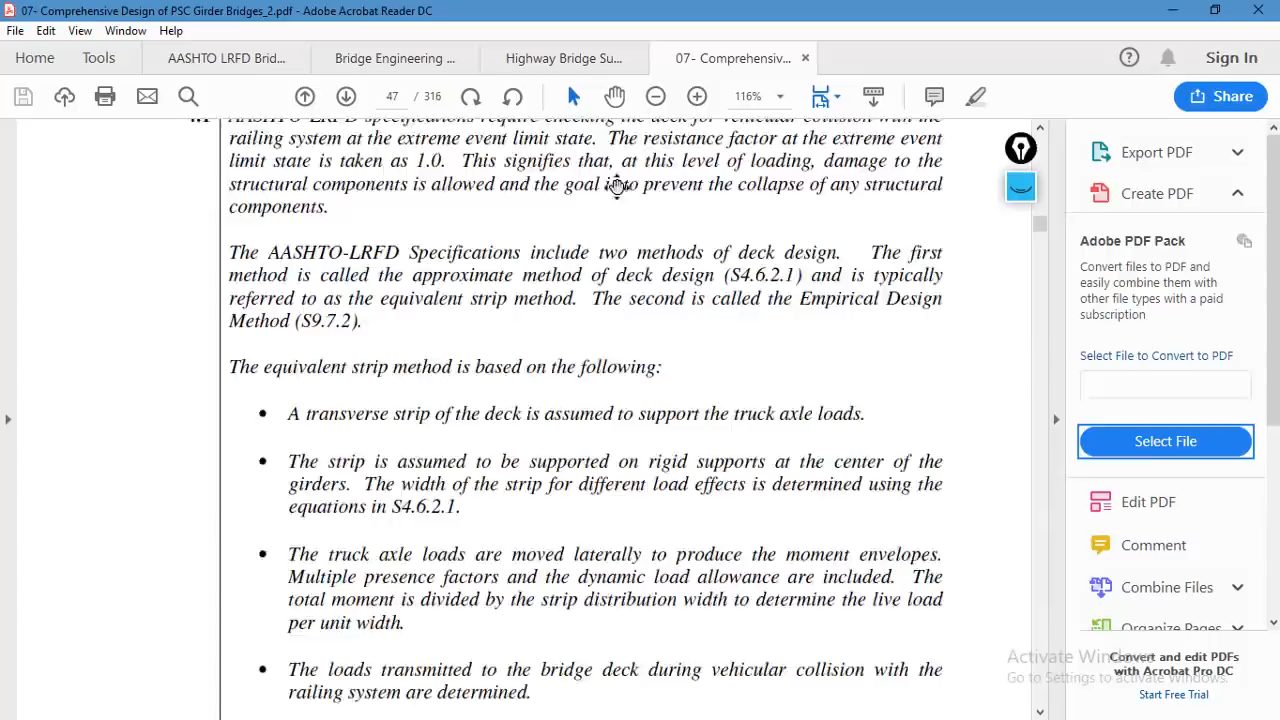 07- Comprehensive Design of PSC Girder Bridges_2.pdf - Adobe Acrobat Reader DC
File Edit View Window Help
Home Tools AASHTO LRFD Brid... Bridge Engineering ... Highway Bridge Su... 07- Comprehensiv... × Sign In
47 / 316 116% Share
AASHTO-LRFD specifications require checking the deck for vehicular collision with the
railing system at the extreme event limit state. The resistance factor at the extreme event
limit state is taken as 1.0. This signifies that, at this level of loading, damage to the
structural components is allowed and the goal is to prevent the collapse of any structural
components.
The AASHTO-LRFD Specifications include two methods of deck design. The first
method is called the approximate method of deck design (S4.6.2.1) and is typically
referred to as the equivalent strip method. The second is called the Empirical Design
Method (S9.7.2).
The equivalent strip method is based on the following:
• A transverse strip of the deck is assumed to support the truck axle loads.
• The strip is assumed to be supported on rigid supports at the center of the
girders. The width of the strip for different load effects is determined using the
equations in S4.6.2.1.
• The truck axle loads are moved laterally to produce the moment envelopes.
Multiple presence factors and the dynamic load allowance are included. The
total moment is divided by the strip distribution width to determine the live load
per unit width.
• The loads transmitted to the bridge deck during vehicular collision with the
railing system are determined.
Export PDF
Create PDF
Adobe PDF Pack
Convert files to PDF and
easily combine them
with other file types with a paid
subscription
Select File to Convert to PDF
Select File
Edit PDF
Comment
Combine Files
Organize Pages
Convert and edit PDFs
with Acrobat Pro DC
Start Free Trial
Activate Windows
Go to Settings to activate Windows.